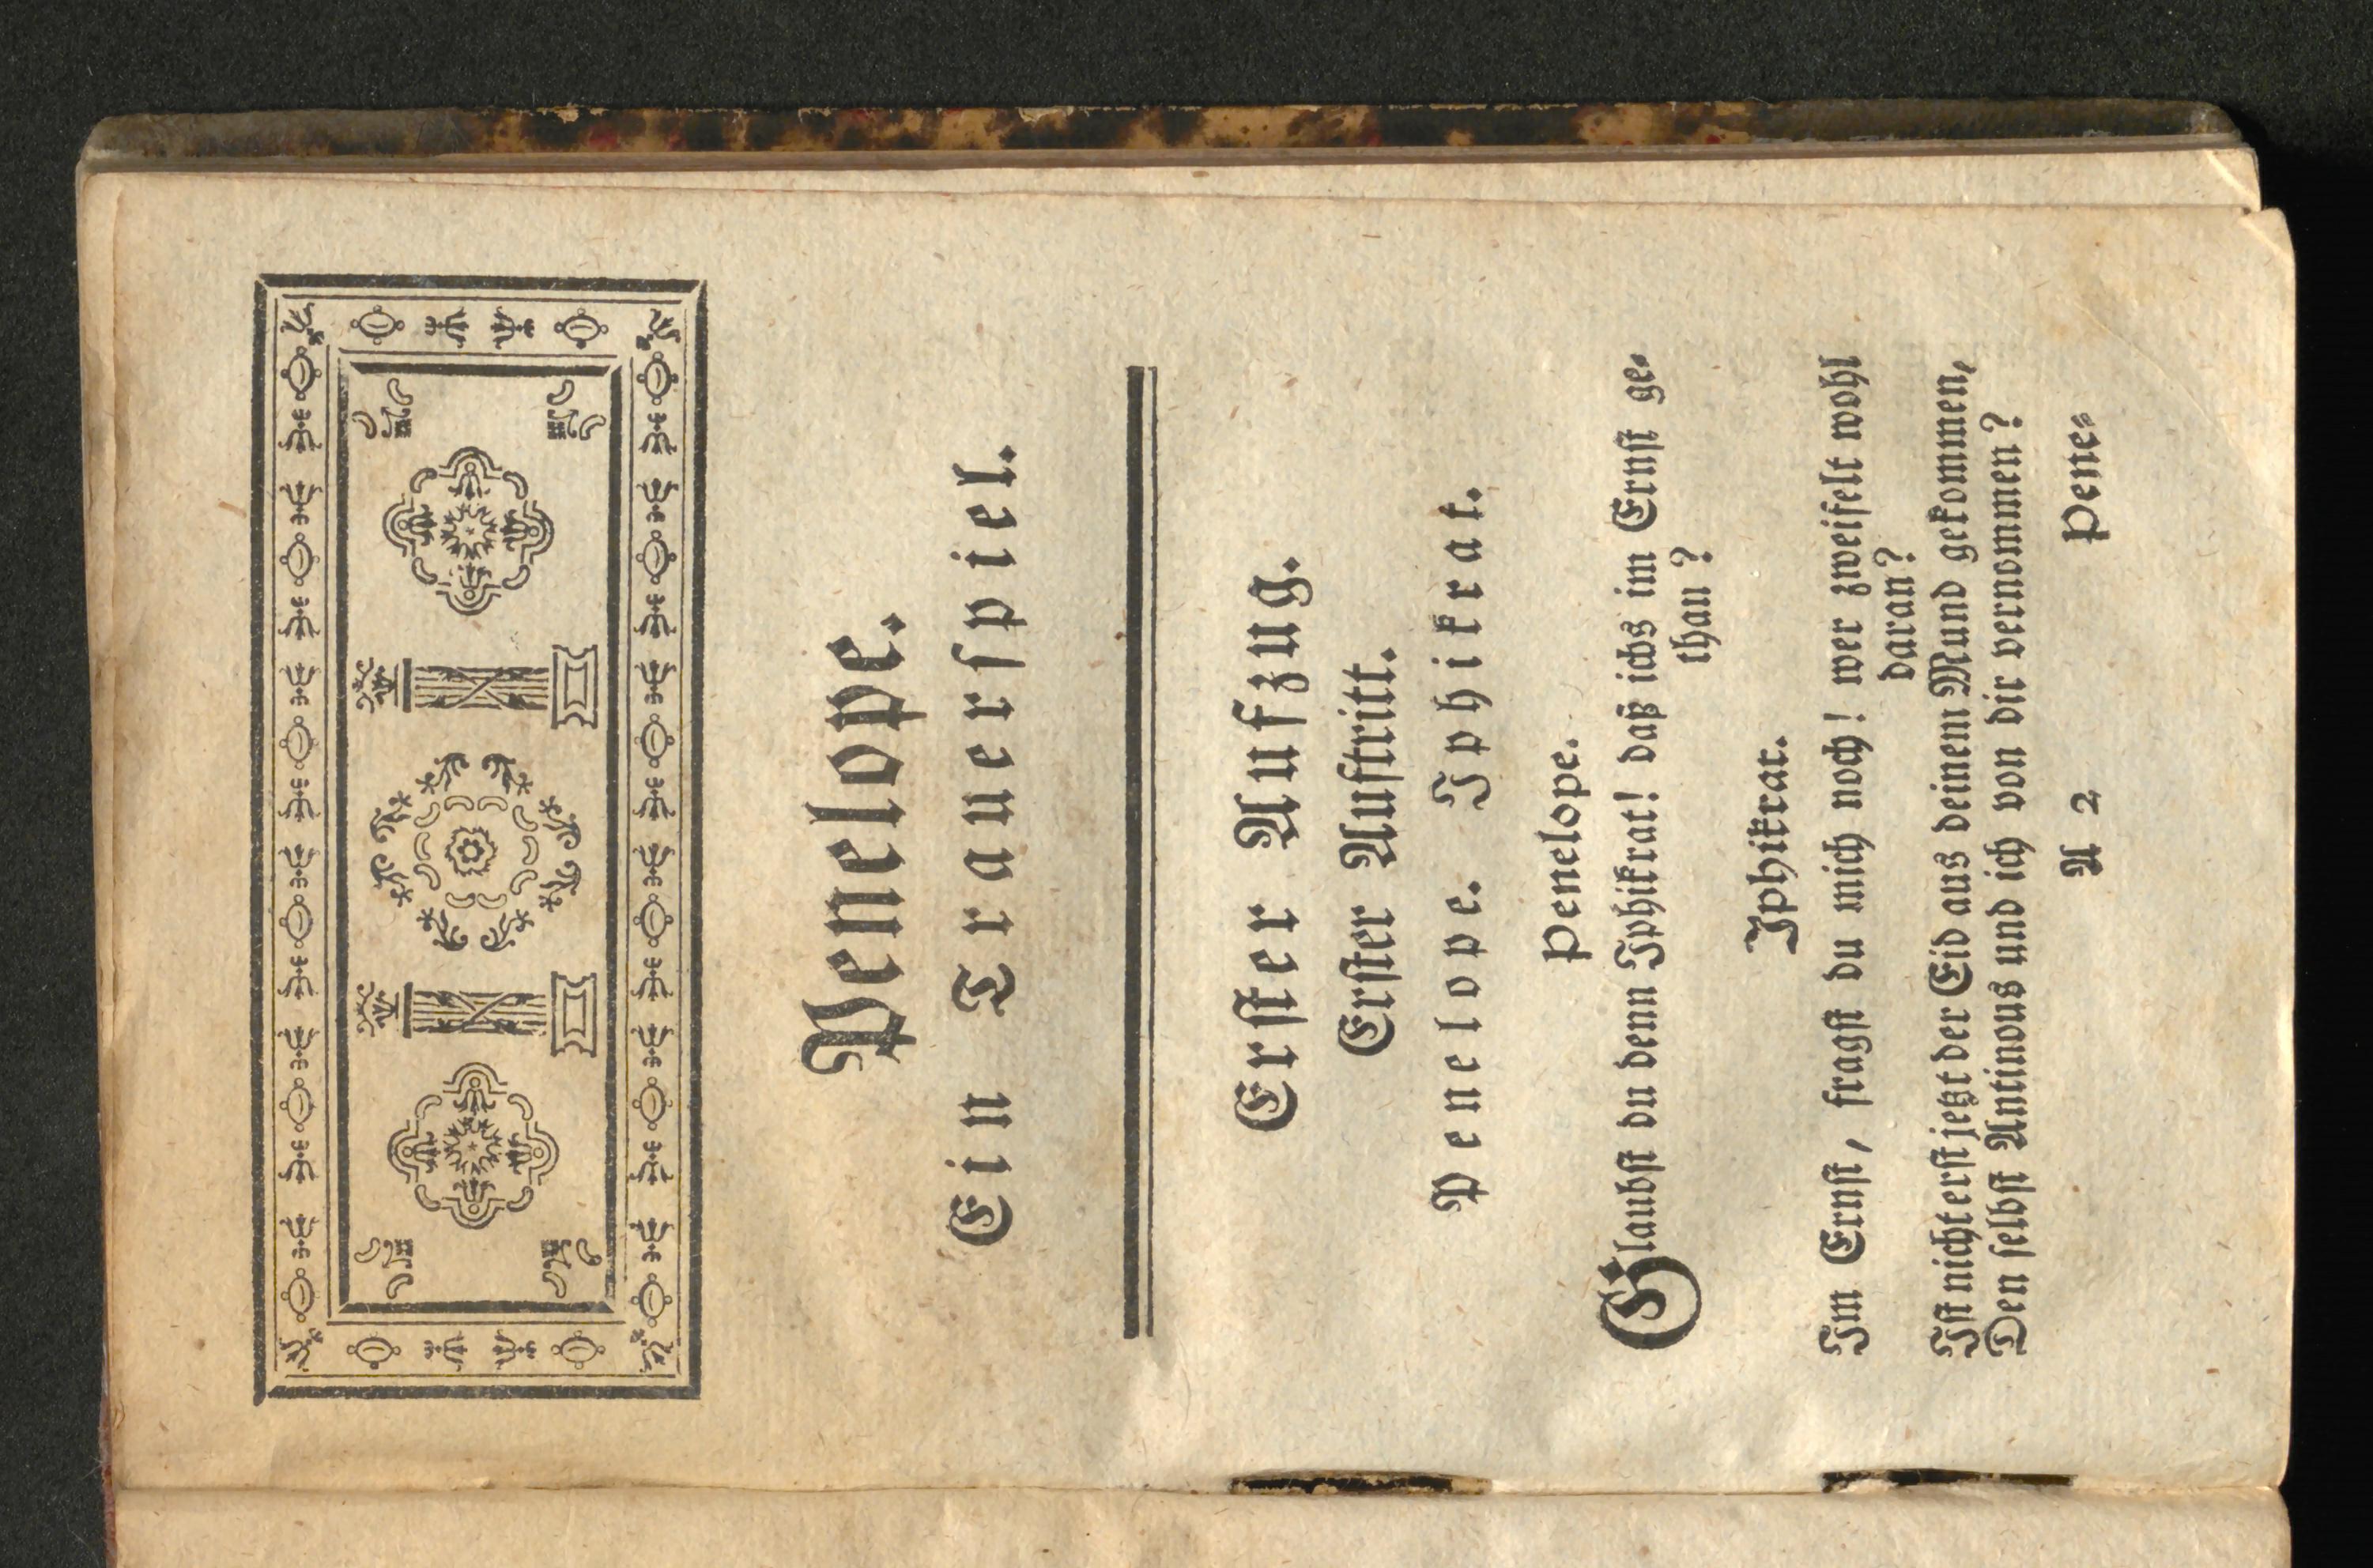 Penelope.
Ein Trauerſpiel.
Erſter Aufzug.
Erſter Auftritt.
Penelope. Iphikrat.
Penelope.
Glaubſt du denn Iphikrat! daß ichs im Ernſt ge-
than?
Iphikrat.
Im Ernſt, fragſt du mich noch! wer zweifelt wohl
daran?
Iſt nicht erſt jetzt der Eid aus deinem Mund gekommen,
Den ſelbſt Antinous und ich von dir vernommen?
A 2 Pene-